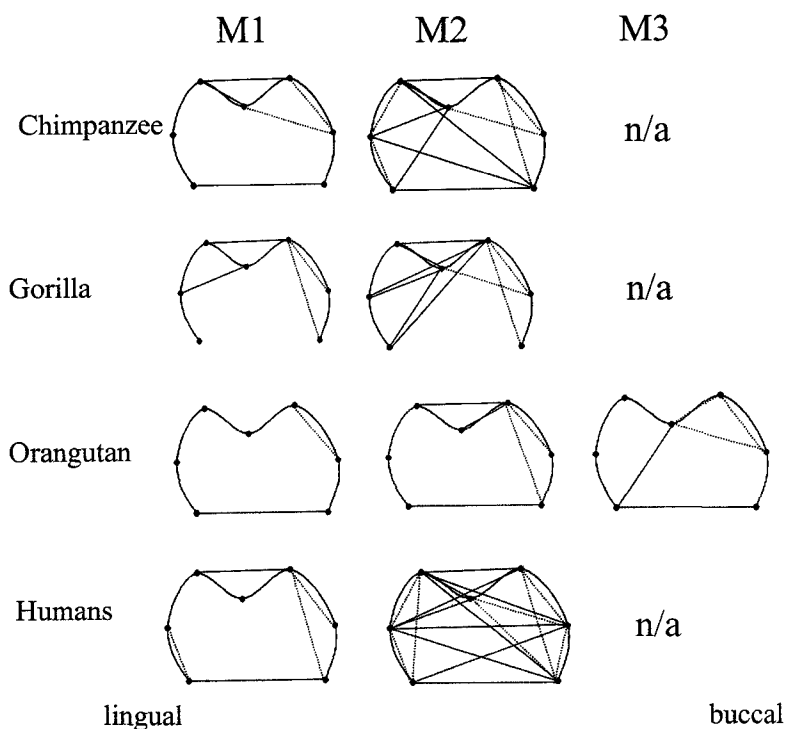 M1 M2 M3
Chimpanzee n/a
Gorilla n/a
Orangutan
Humans n/a
lingual buccal